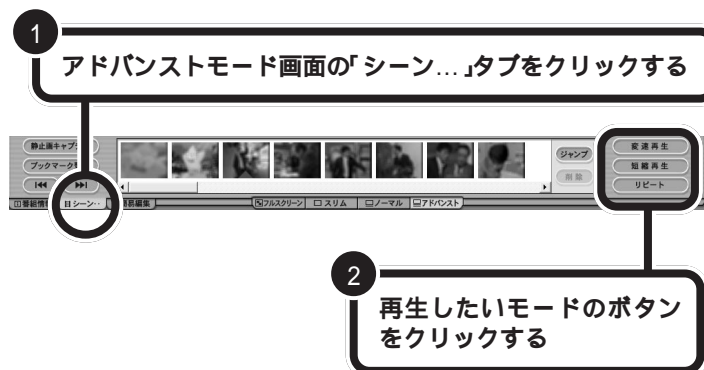 1
アドバンストモード画面の「シーン...」タブをクリックする
静止画キャプ
ブックマーク
ジャンプ
削除
変速再生
短縮再生
リピート
番組情
シーン‥
易編集
フルスクリーン
スリム
ノーマル
アドバンスト
2
再生したいモードのボタン
をクリックする